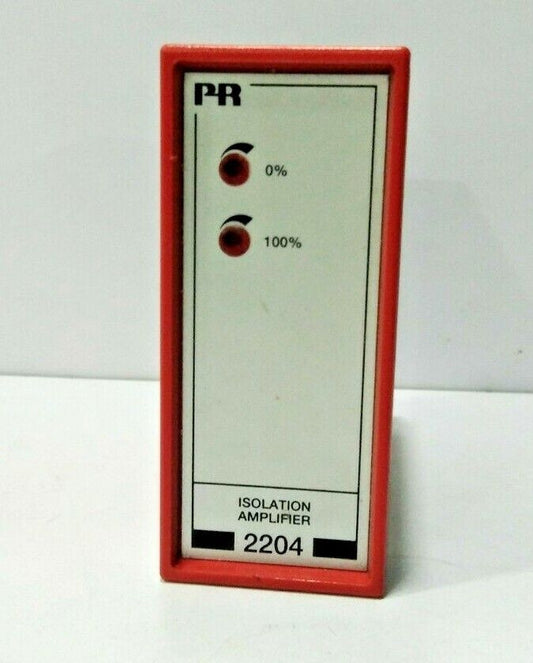 PR
0%
100%
ISOLATION
AMPLIFIER
2204